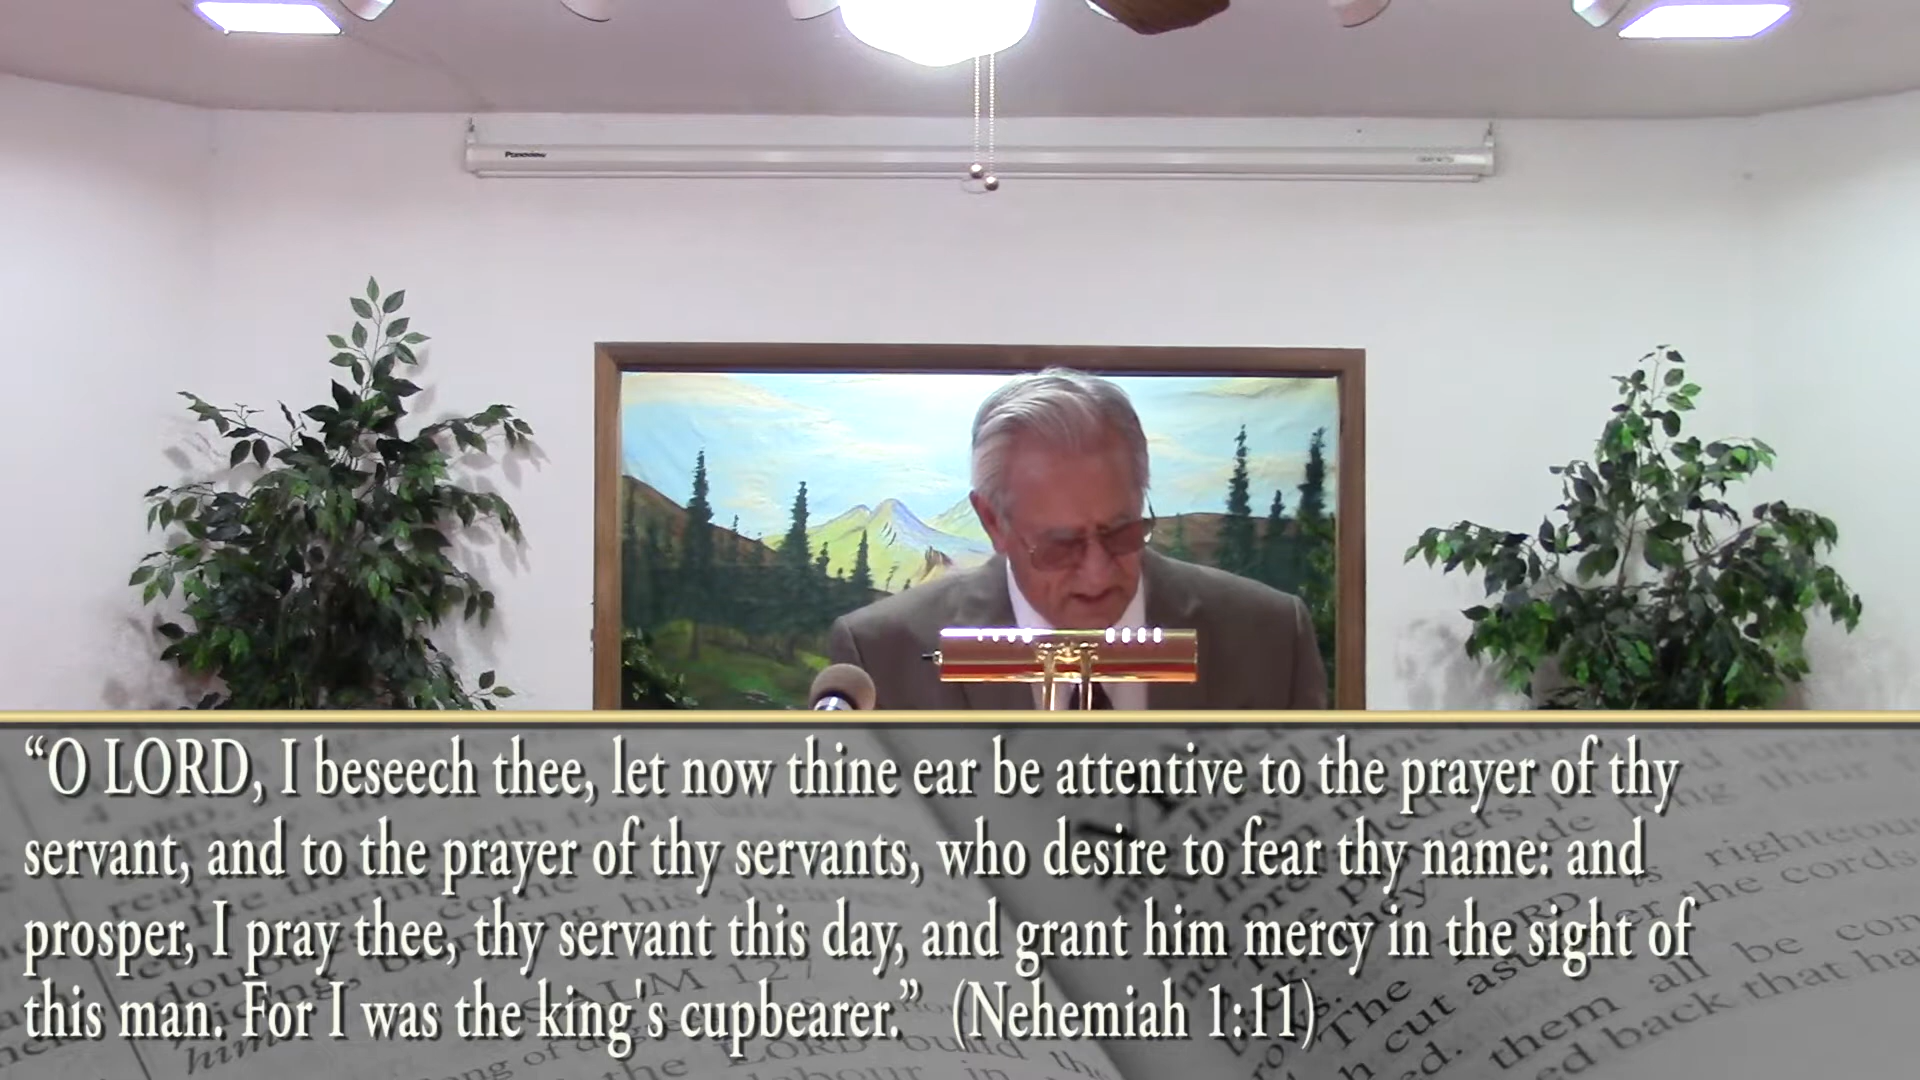 “O LORD, I beseech thee, let now thine ear be attentive to the prayer of thy
servant, and to the prayer of thy servants, who desire to fear thy name: and
prosper, I pray thee, thy servant this day, and grant him mercy in the sight of
this man. For I was the king's cupbearer.” (Nehemiah 1:11)